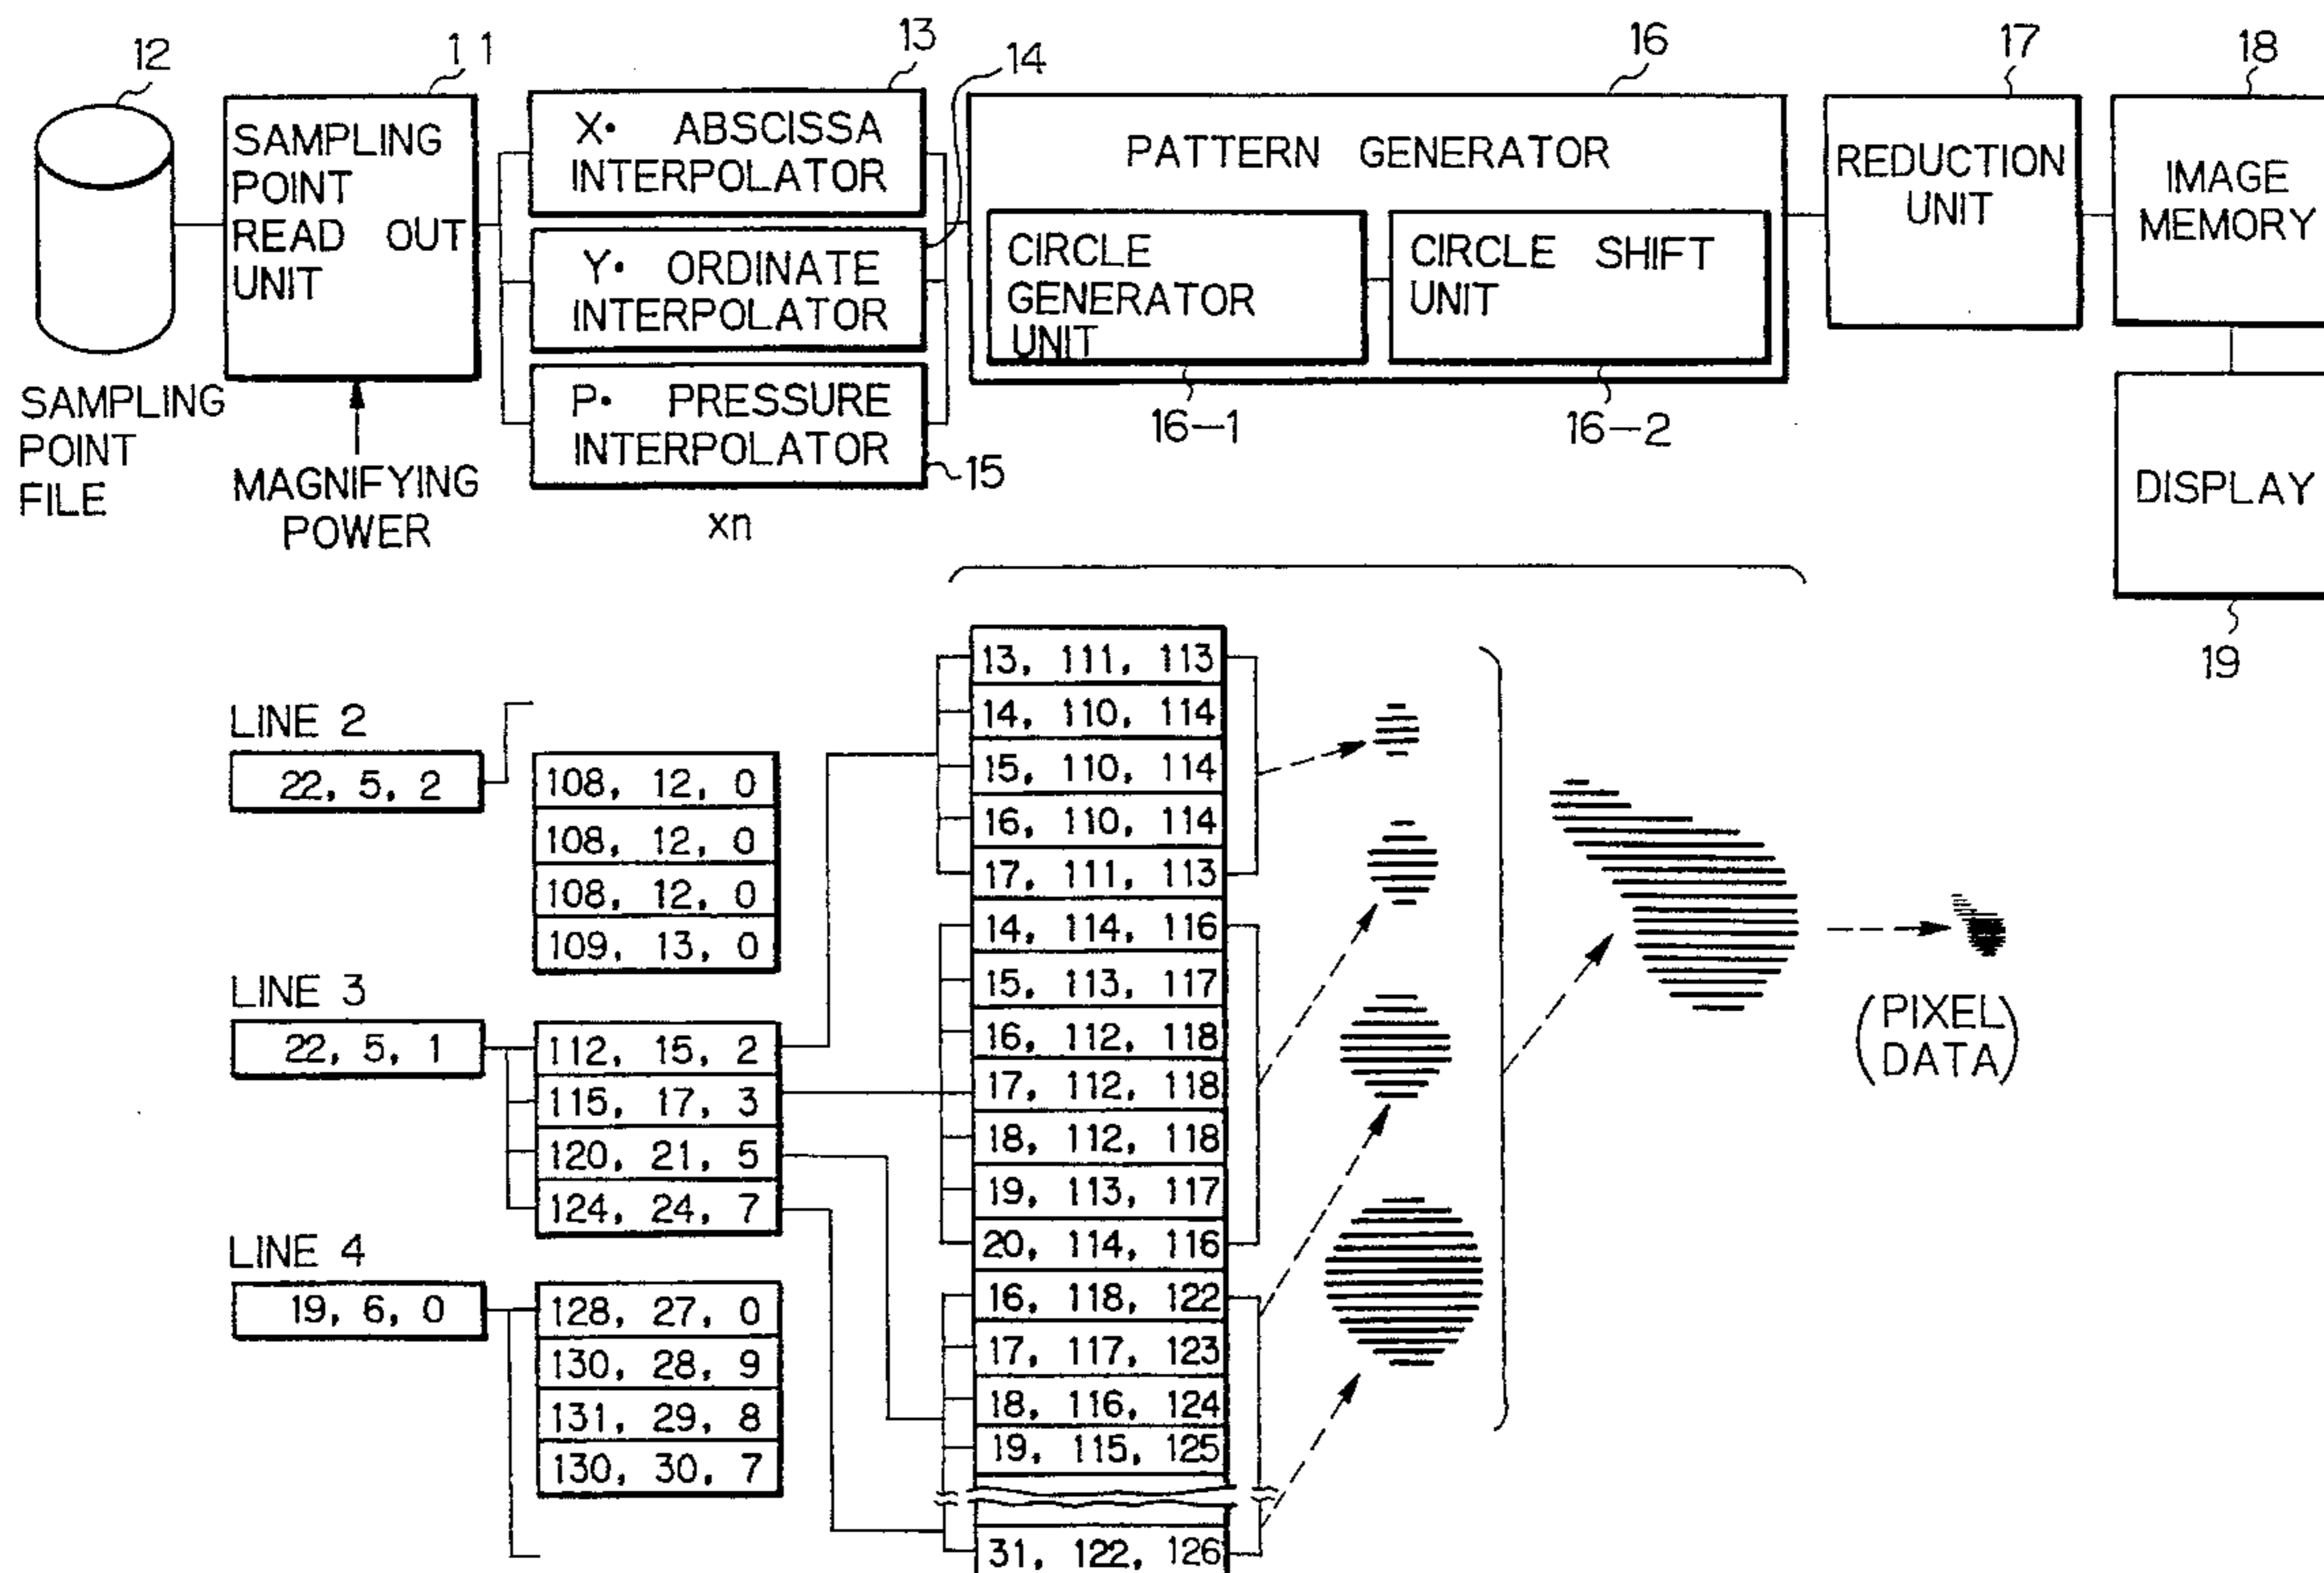 12
11
13
14
16
17
18
SAMPLING
POINT
READ OUT
UNIT
X• ABSCISSA
INTERPOLATOR
Y• ORDINATE
INTERPOLATOR
P• PRESSURE
INTERPOLATOR
15
xn
PATTERN GENERATOR
CIRCLE
GENERATOR
UNIT
CIRCLE SHIFT
UNIT
16-1
16-2
REDUCTION
UNIT
IMAGE
MEMORY
DISPLAY
19
SAMPLING
POINT
FILE
MAGNIFYING
POWER
LINE 2
22, 5, 2
108, 12, 0
108, 12, 0
108, 12, 0
109, 13, 0
LINE 3
22, 5, 1
112, 15, 2
115, 17, 3
120, 21, 5
124, 24, 7
LINE 4
19, 6, 0
128, 27, 0
130, 28, 9
131, 29, 8
130, 30, 7
13, 111, 113
14, 110, 114
15, 110, 114
16, 110, 114
17, 111, 113
14, 114, 116
15, 113, 117
16, 112, 118
17, 112, 118
18, 112, 118
19, 113, 117
20, 114, 116
16, 118, 122
17, 117, 123
18, 116, 124
19, 115, 125
31, 122, 126
(PIXEL
DATA)